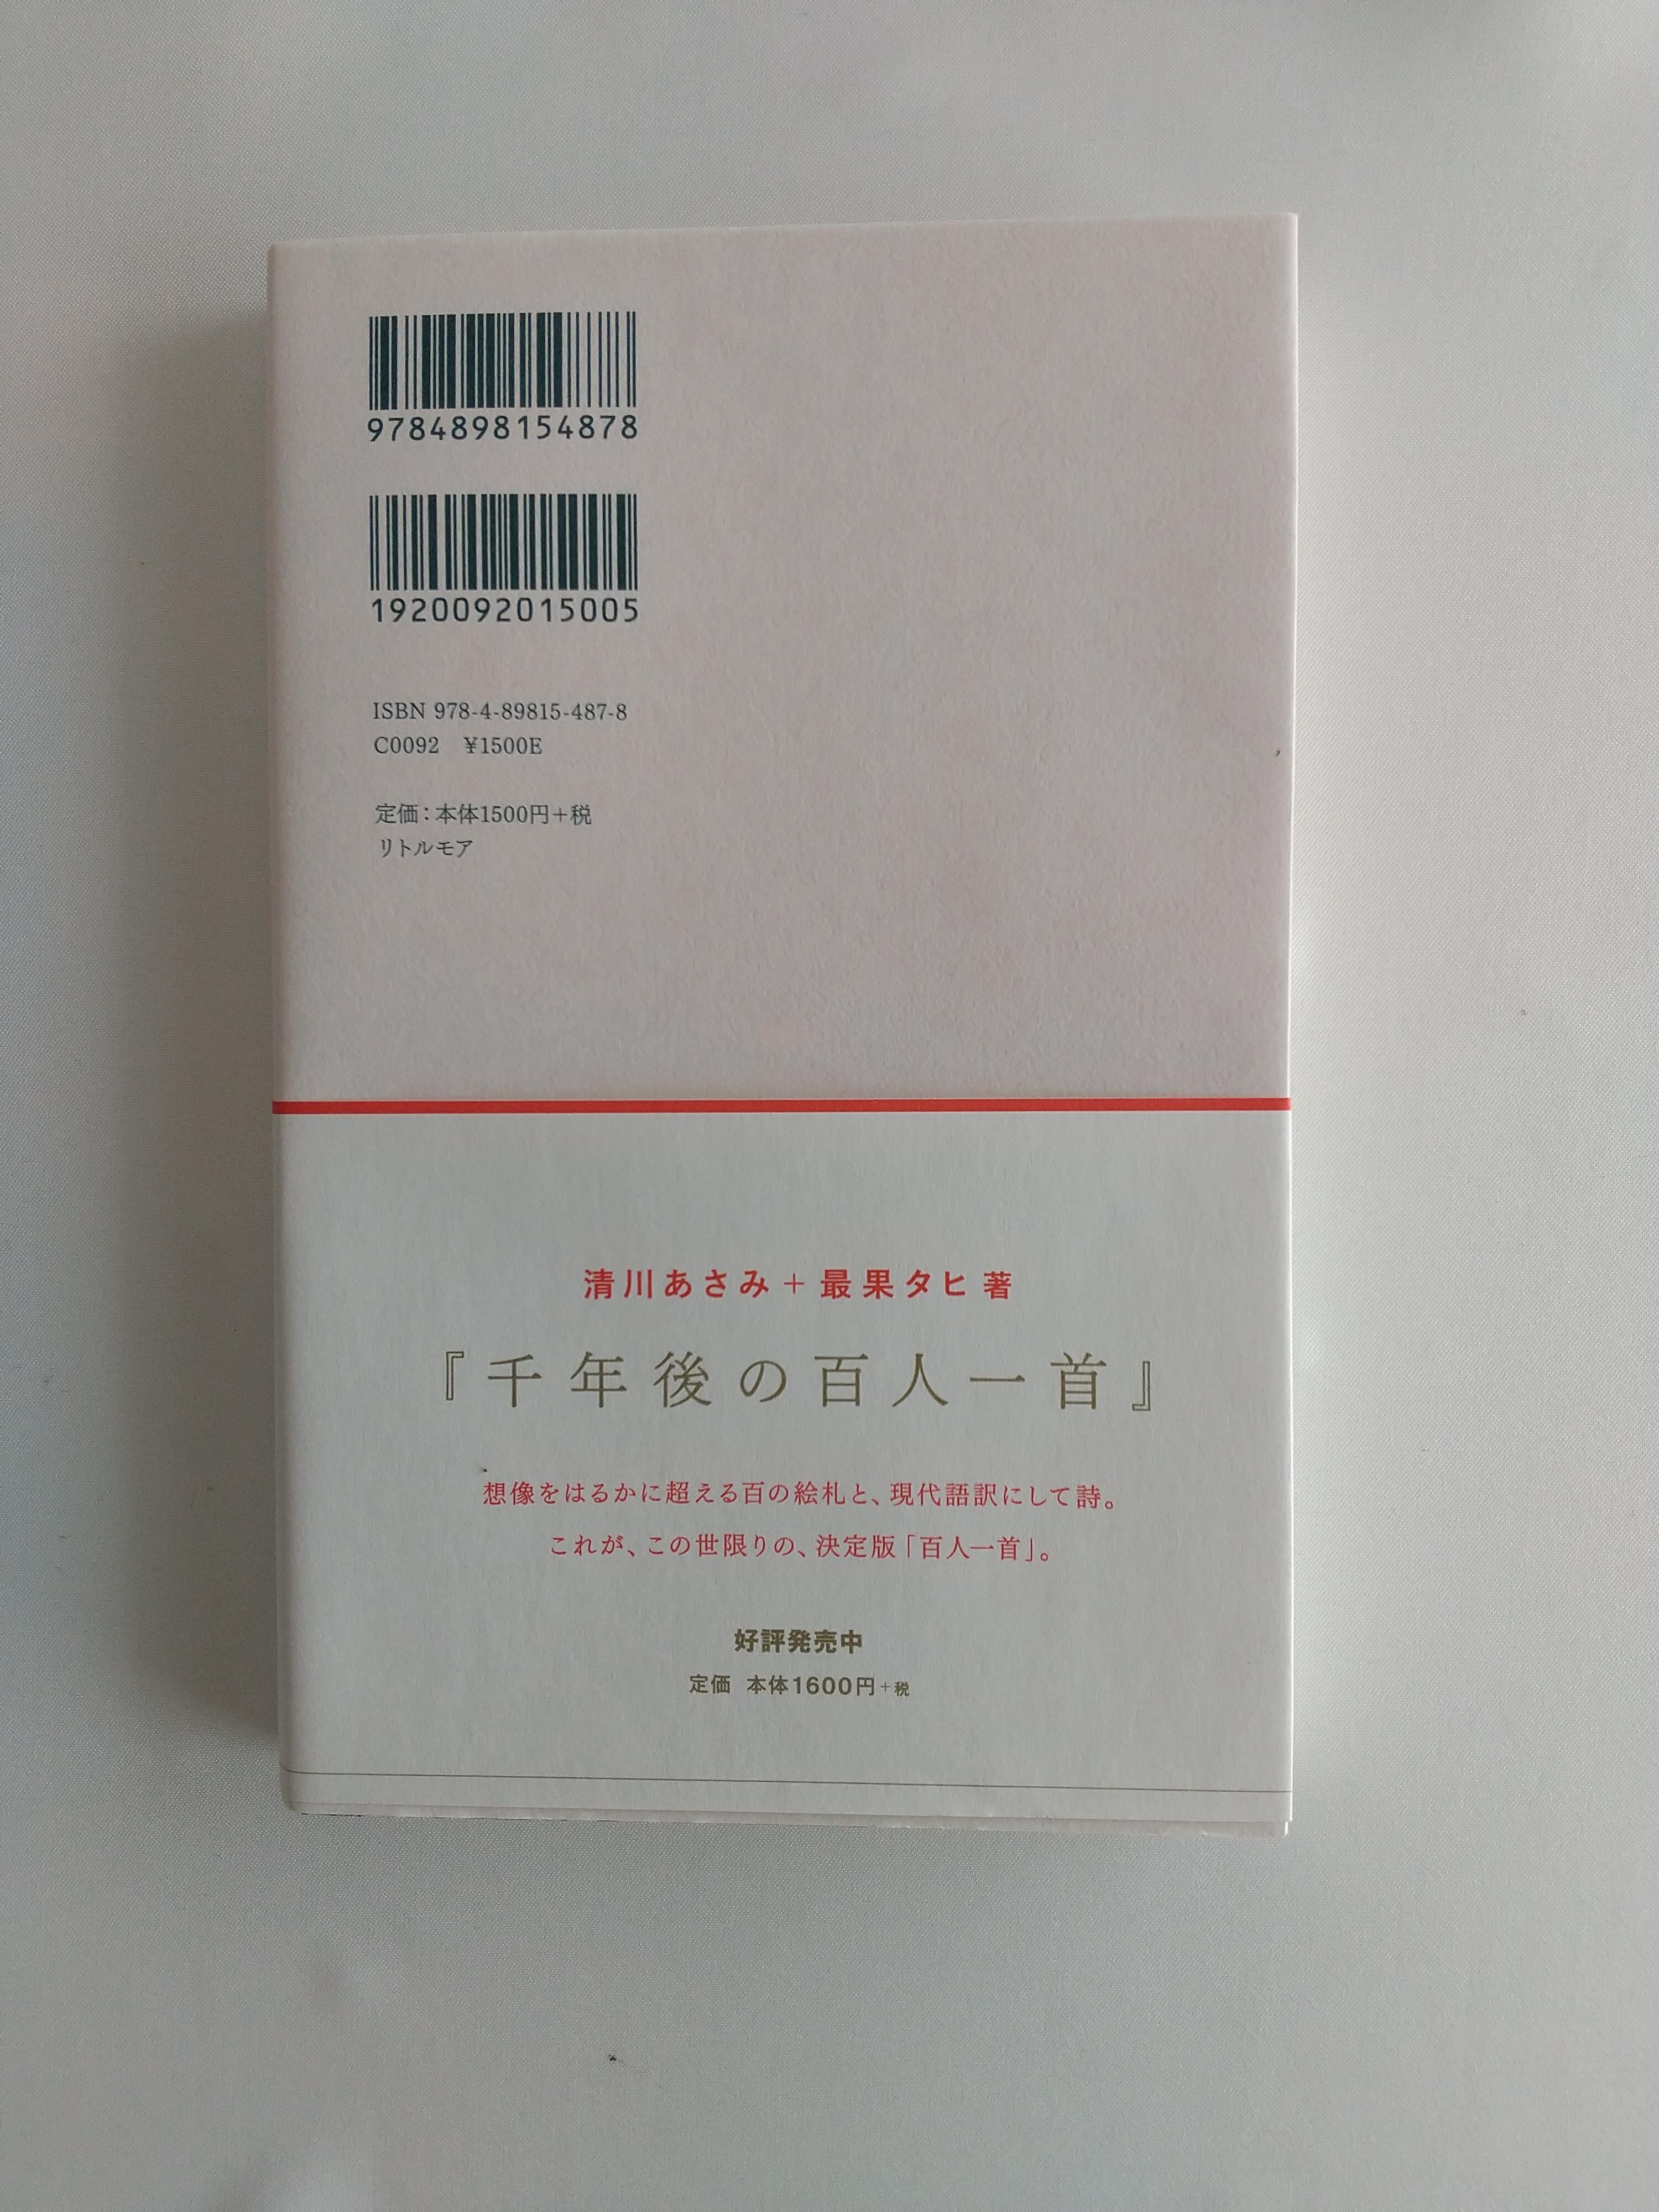 9784898154878
1920092015005
ISBN 978-4-89815-487-8
C0092 ¥1500E
定価：本体1500円＋税
リトルモア
清川あさみ＋最果タヒ 著
『千年後の百人一首』
想像をはるかに超える百の絵札と、現代語訳にして詩。
これが、この世限りの、決定版「百人一首」。
好評発売中
定価 本体1600円＋税